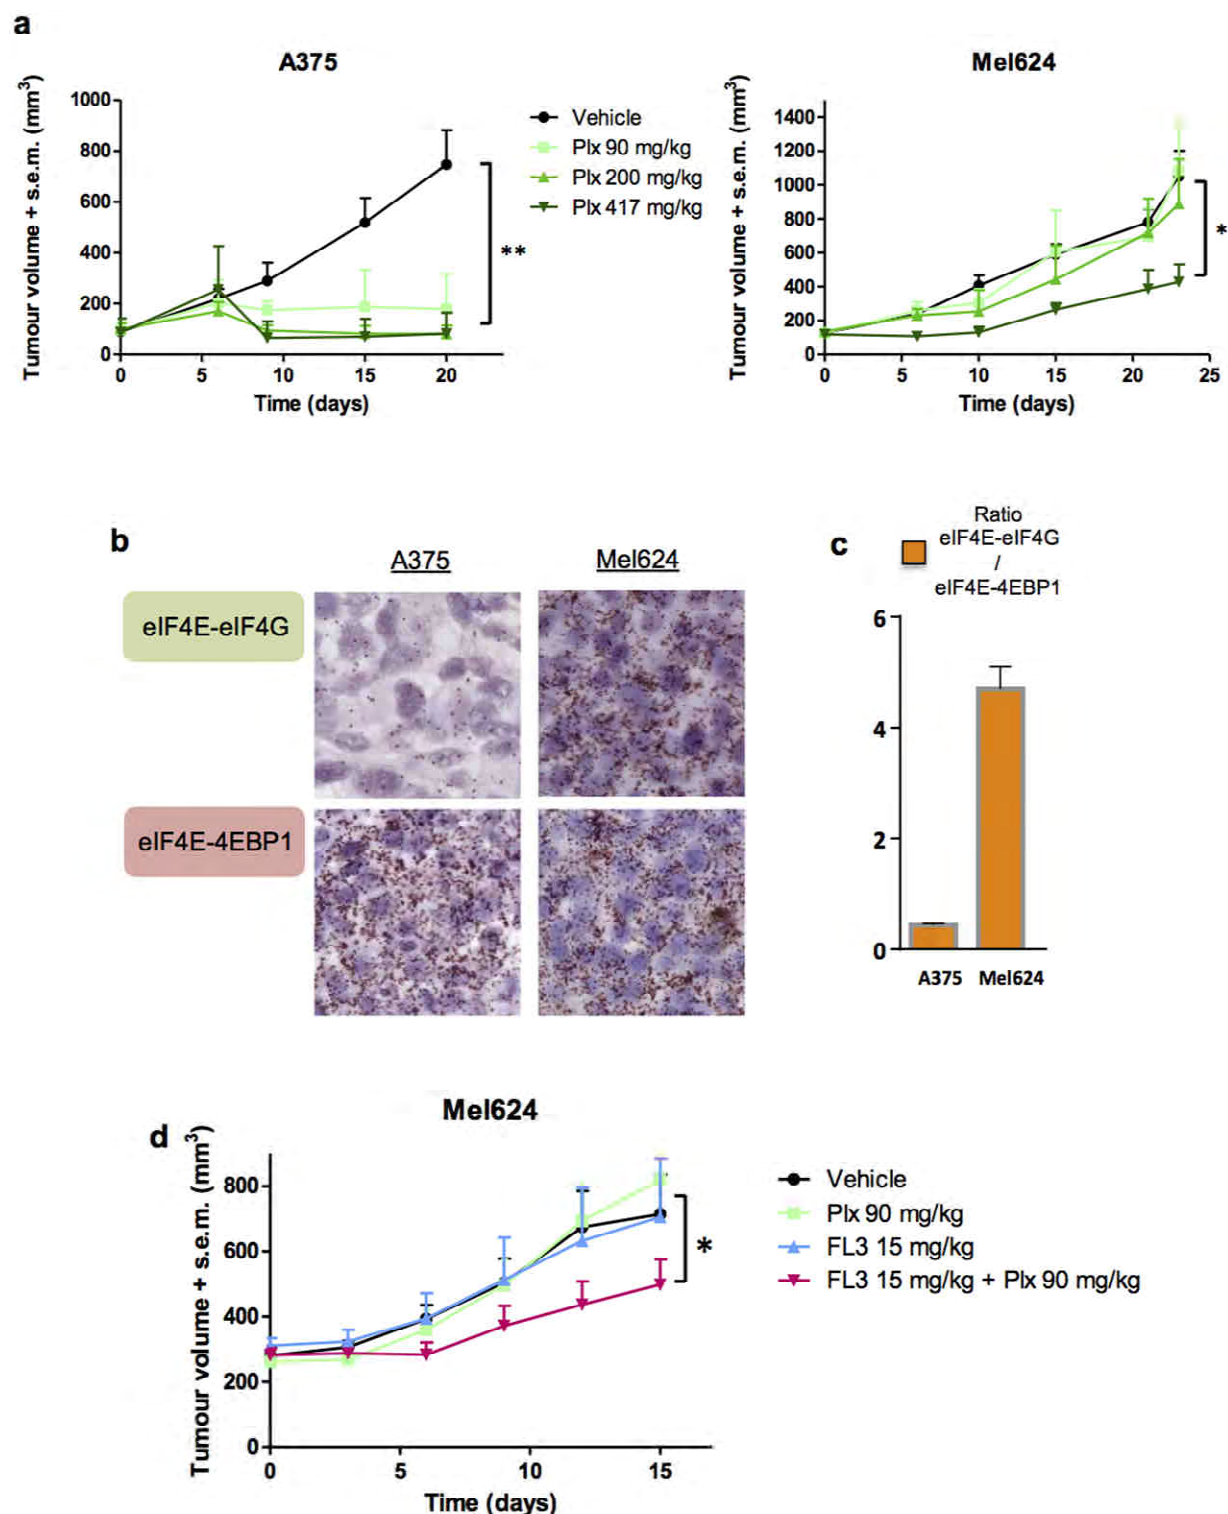 a
A375
Tumour volume + s.e.m. (mm3)
1000
800
600
400
200
0
0 5 10 15 20
Time (days)
Vehicle
Plx 90 mg/kg
Plx 200 mg/kg
Plx 417 mg/kg
**
Mel624
Tumour volume + s.e.m. (mm3)
1400
1200
1000
800
600
400
200
0
0 5 10 15 20 25
Time (days)
*
b
A375 Mel624
eIF4E-eIF4G
eIF4E-4EBP1
c
Ratio
eIF4E-eIF4G
/
eIF4E-4EBP1
6
4
2
0
A375 Mel624
d
Mel624
Tumour volume + s.e.m. (mm3)
800
600
400
200
0
0 5 10 15
Time (days)
*
Vehicle
Plx 90 mg/kg
FL3 15 mg/kg
FL3 15 mg/kg + Plx 90 mg/kg